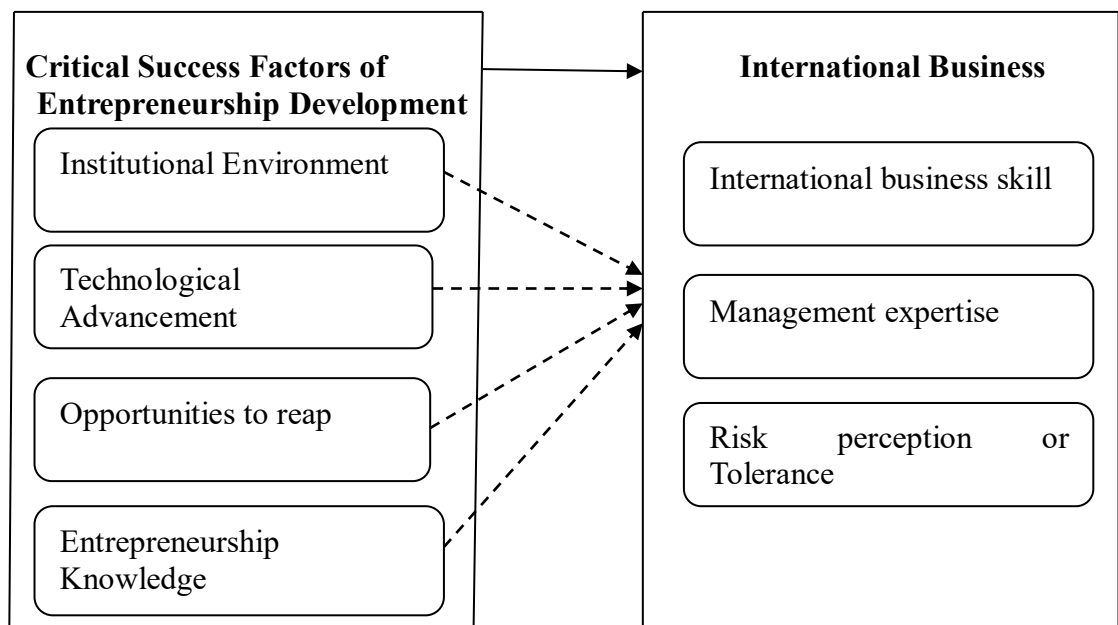 Critical Success Factors of
Entrepreneurship Development
Institutional Environment
Technological
Advancement
Opportunities to reap
Entrepreneurship
Knowledge
International Business
International business skill
Management expertise
Risk perception or
Tolerance